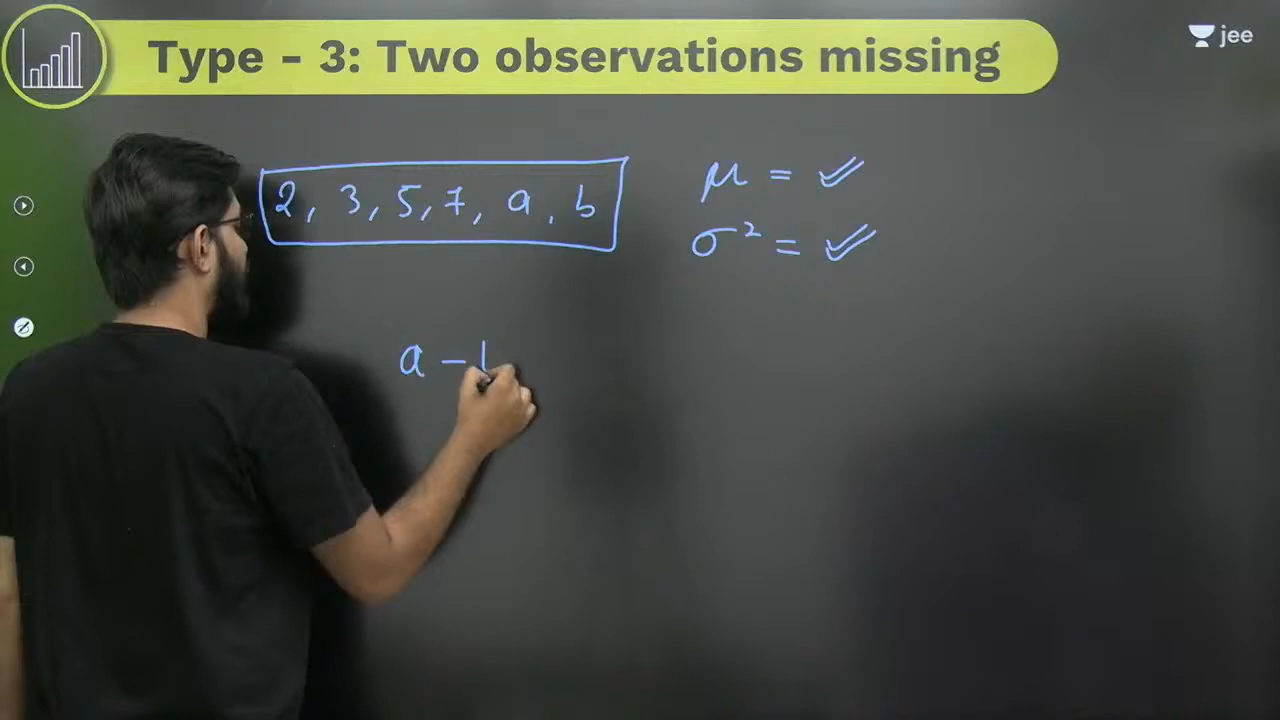 Type - 3: Two observations missing
jee
2, 3, 5, 7, a, b
μ = ✓
σ² = ✓
a -